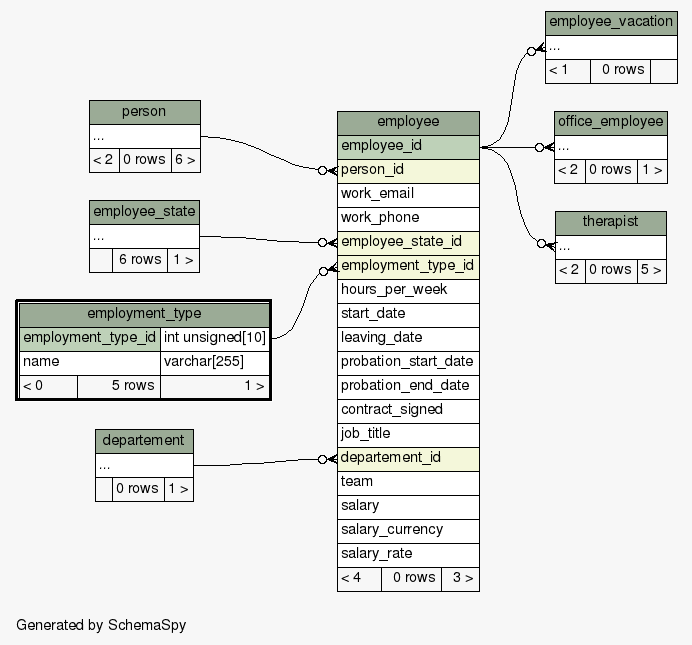 employee_vacation
...
< 1 0 rows
person
...
< 2 0 rows 6 >
employee
employee_id
person_id
work_email
work_phone
employee_state_id
employment_type_id
hours_per_week
start_date
leaving_date
probation_start_date
probation_end_date
contract_signed
job_title
departement_id
team
salary
salary_currency
salary_rate
< 4 0 rows 3 >
office_employee
...
< 2 0 rows 1 >
employee_state
...
6 rows 1 >
therapist
...
< 2 0 rows 5 >
employment_type
employment_type_id int unsigned[10]
name varchar[255]
< 0 5 rows 1 >
departement
...
0 rows 1 >
Generated by SchemaSpy